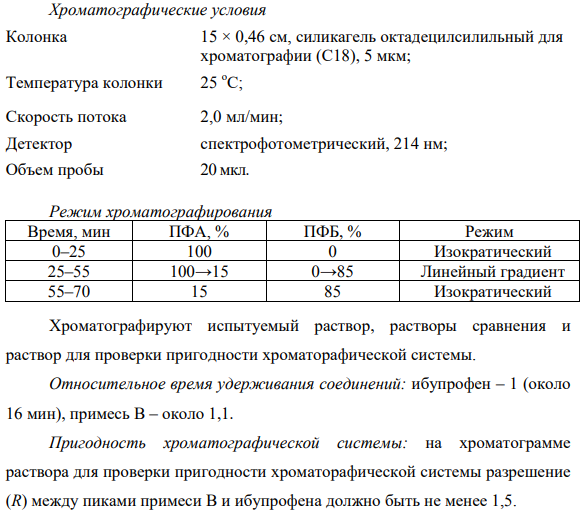 Хроматографические условия
Колонка 15 × 0,46 см, силикагель октадецилсилильный для
хроматографии (С18), 5 мкм;
Температура колонки 25 °С;
Скорость потока 2,0 мл/мин;
Детектор спектрофотометрический, 214 нм;
Объем пробы 20 мкл.
Режим хроматографирования
Время, мин ПФА, % ПФБ, % Режим
0–25 100 0 Изократический
25–55 100→15 0→85 Линейный градиент
55–70 15 85 Изократический
Хроматографируют испытуемый раствор, растворы сравнения и
раствор для проверки пригодности хроматорафической системы.
Относительное время удерживания соединений: ибупрофен – 1 (около
16 мин), примесь В – около 1,1.
Пригодность хроматографической системы: на хроматограмме
раствора для проверки пригодности хроматорафической системы разрешение
(R) между пиками примеси В и ибупрофена должно быть не менее 1,5.